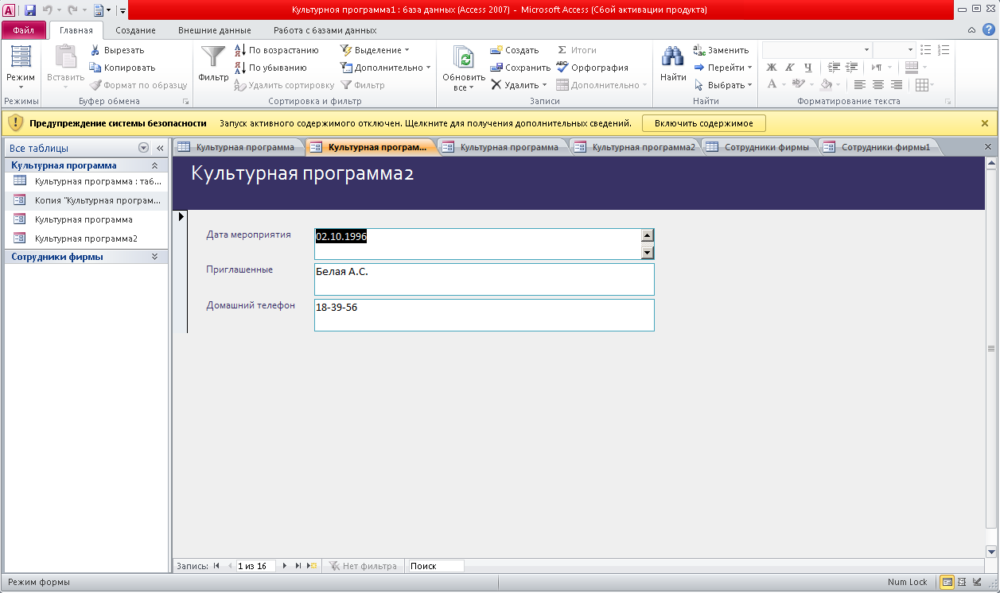 Культурноя программа1 : база данных (Access 2007) - Microsoft Access (Сбой активации продукта)
Файл Главная Создание Внешние данные Работа с базами данных
Режим
Режимы
Вставить
Вырезать
Копировать
Формат по образцу
Буфер обмена
Фильтр
По возрастанию
По убыванию
Удалить сортировку
Выделение
Дополнительно
Фильтр
Сортировка и фильтр
Обновить
все
Создать
Сохранить
Удалить
Итоги
Орфография
Дополнительно
Записи
Найти
Заменить
Перейти
Выбрать
Найти
Ж К Ч
А
Форматирование текста
Предупреждение системы безопасности Запуск активного содержимого отключен. Щелкните для получения дополнительных сведений. Включить содержимое
Все таблицы
Культурная программа
Культурная программа : таб...
Копия "Культурная програм...
Культурная программа
Культурная программа2
Сотрудники фирмы
Культурная программа Культурная програм... Культурная программа Культурная программа2 Сотрудники фирмы Сотрудники фирмы1
Культурная программа2
Дата мероприятия 02.10.1996
Приглашенные Белая А.С.
Домашний телефон 18-39-56
Запись: 1 из 16 Нет фильтра Поиск
Режим формы Num Lock